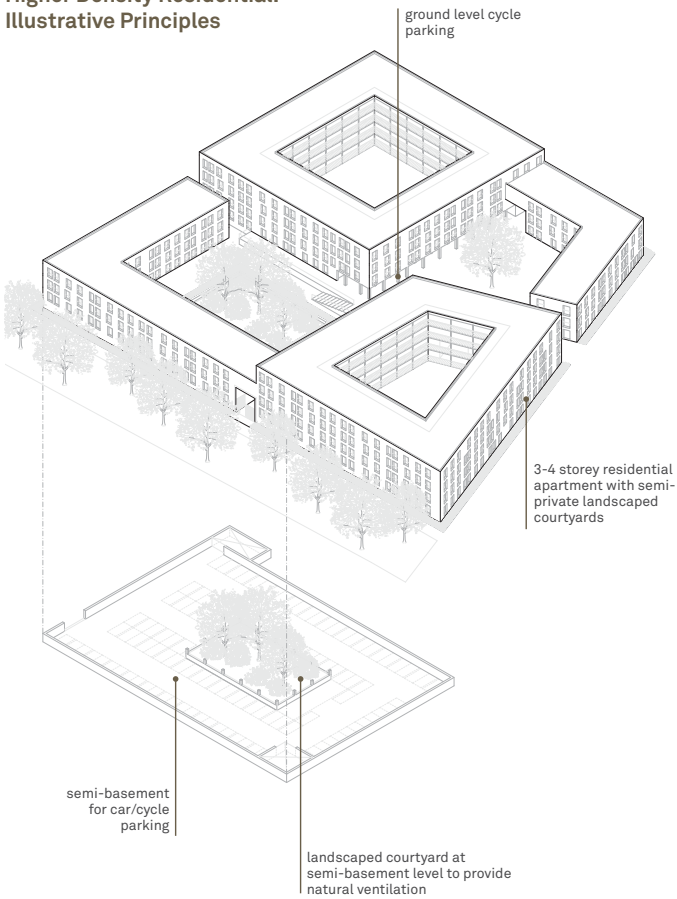 Higher Density Residential:
Illustrative Principles
ground level cycle
parking
3-4 storey residential
apartment with semi-
private landscaped
courtyards
semi-basement
for car/cycle
parking
landscaped courtyard at
semi-basement level to provide
natural ventilation